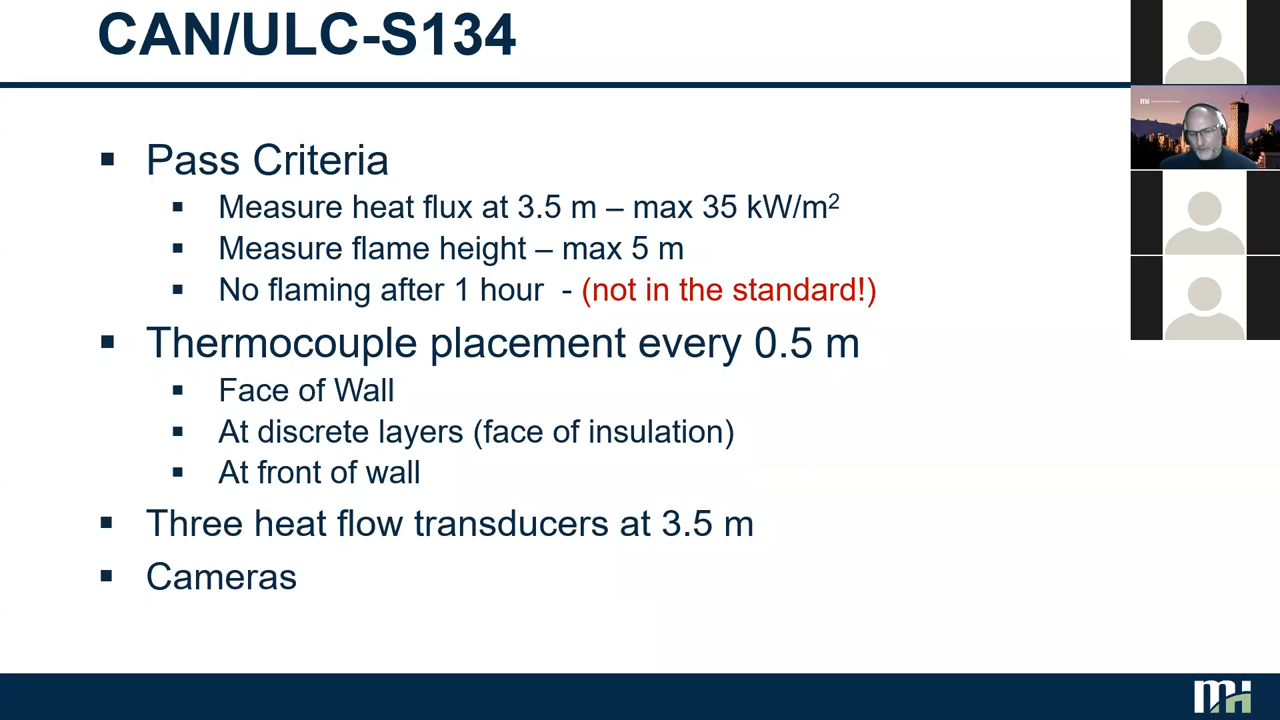 CAN/ULC-S134
Pass Criteria
Measure heat flux at 3.5 m – max 35 kW/m²
Measure flame height – max 5 m
No flaming after 1 hour - (not in the standard!)
Thermocouple placement every 0.5 m
Face of Wall
At discrete layers (face of insulation)
At front of wall
Three heat flow transducers at 3.5 m
Cameras